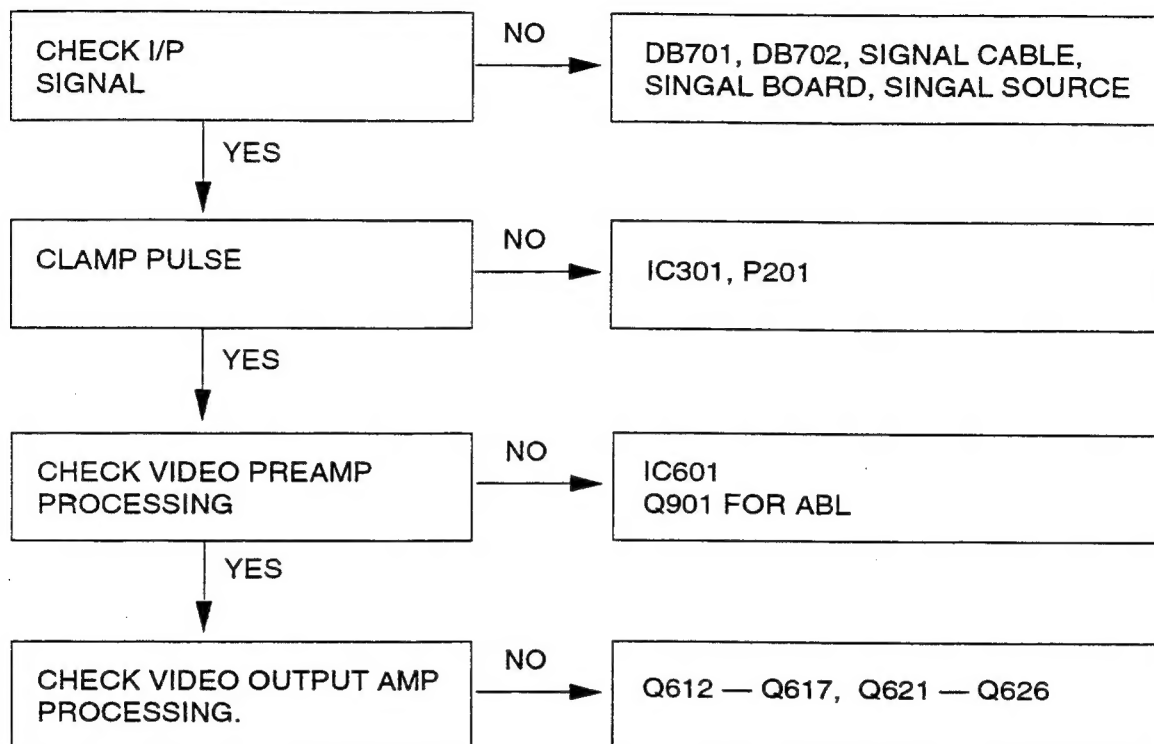 CHECK I/P
SIGNAL
NO
DB701, DB702, SIGNAL CABLE,
SINGAL BOARD, SINGAL SOURCE
YES
CLAMP PULSE
NO
IC301, P201
YES
CHECK VIDEO PREAMP
PROCESSING
NO
IC601
Q901 FOR ABL
YES
CHECK VIDEO OUTPUT AMP
PROCESSING.
NO
Q612 — Q617, Q621 — Q626